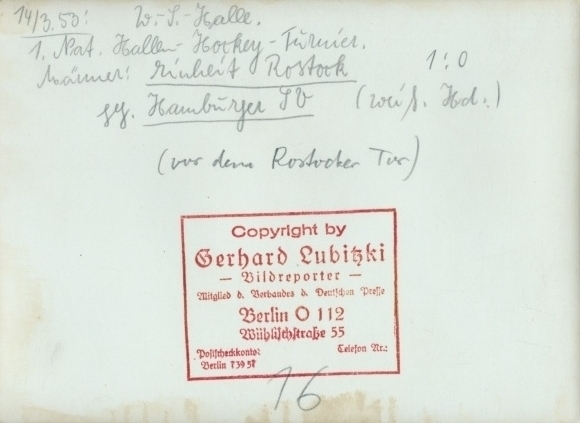 14/3.50: W.-S.-Halle.
1. Nat. Hallen-Hockey-Turnier.
Männer: Einheit Rostock 1:0
gg. Hamburger SV (weiß. Hd.)
(vor dem Rostocker Tor)
Copyright by
Gerhard Lubitzki
— Bildreporter —
Mitglied d. Verbandes d. Deutschen Presse
Berlin O 112
Wühlischstraße 55
Postscheckkonto: Telefon Nr.:
Berlin
16